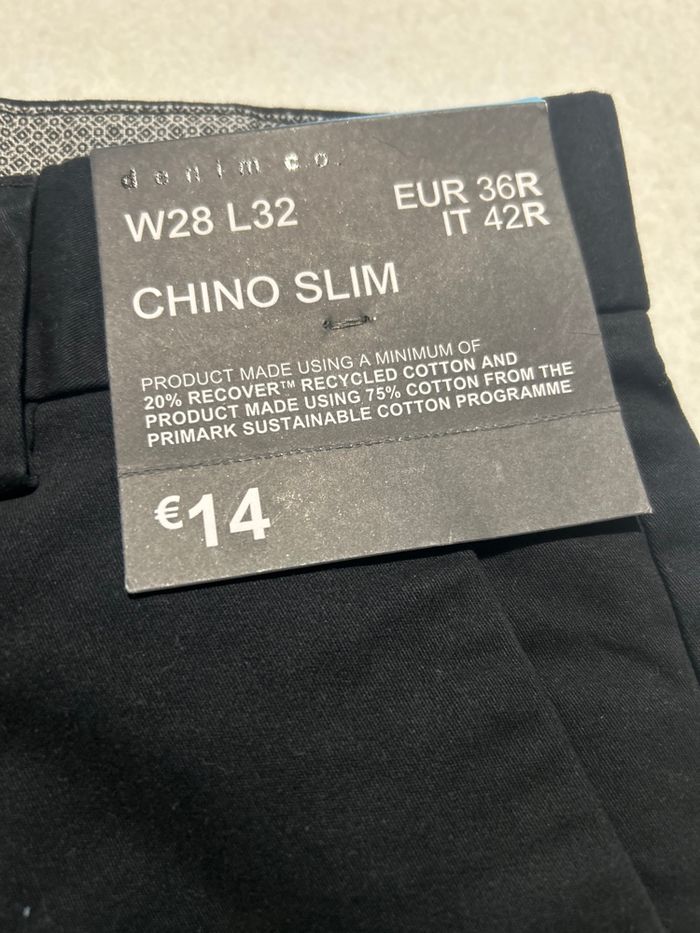 denim co.
W28 L32
EUR 36R
IT 42R
CHINO SLIM
PRODUCT MADE USING A MINIMUM OF
20% RECOVER™ RECYCLED COTTON AND
PRODUCT MADE USING 75% COTTON FROM THE
PRIMARK SUSTAINABLE COTTON PROGRAMME
€14